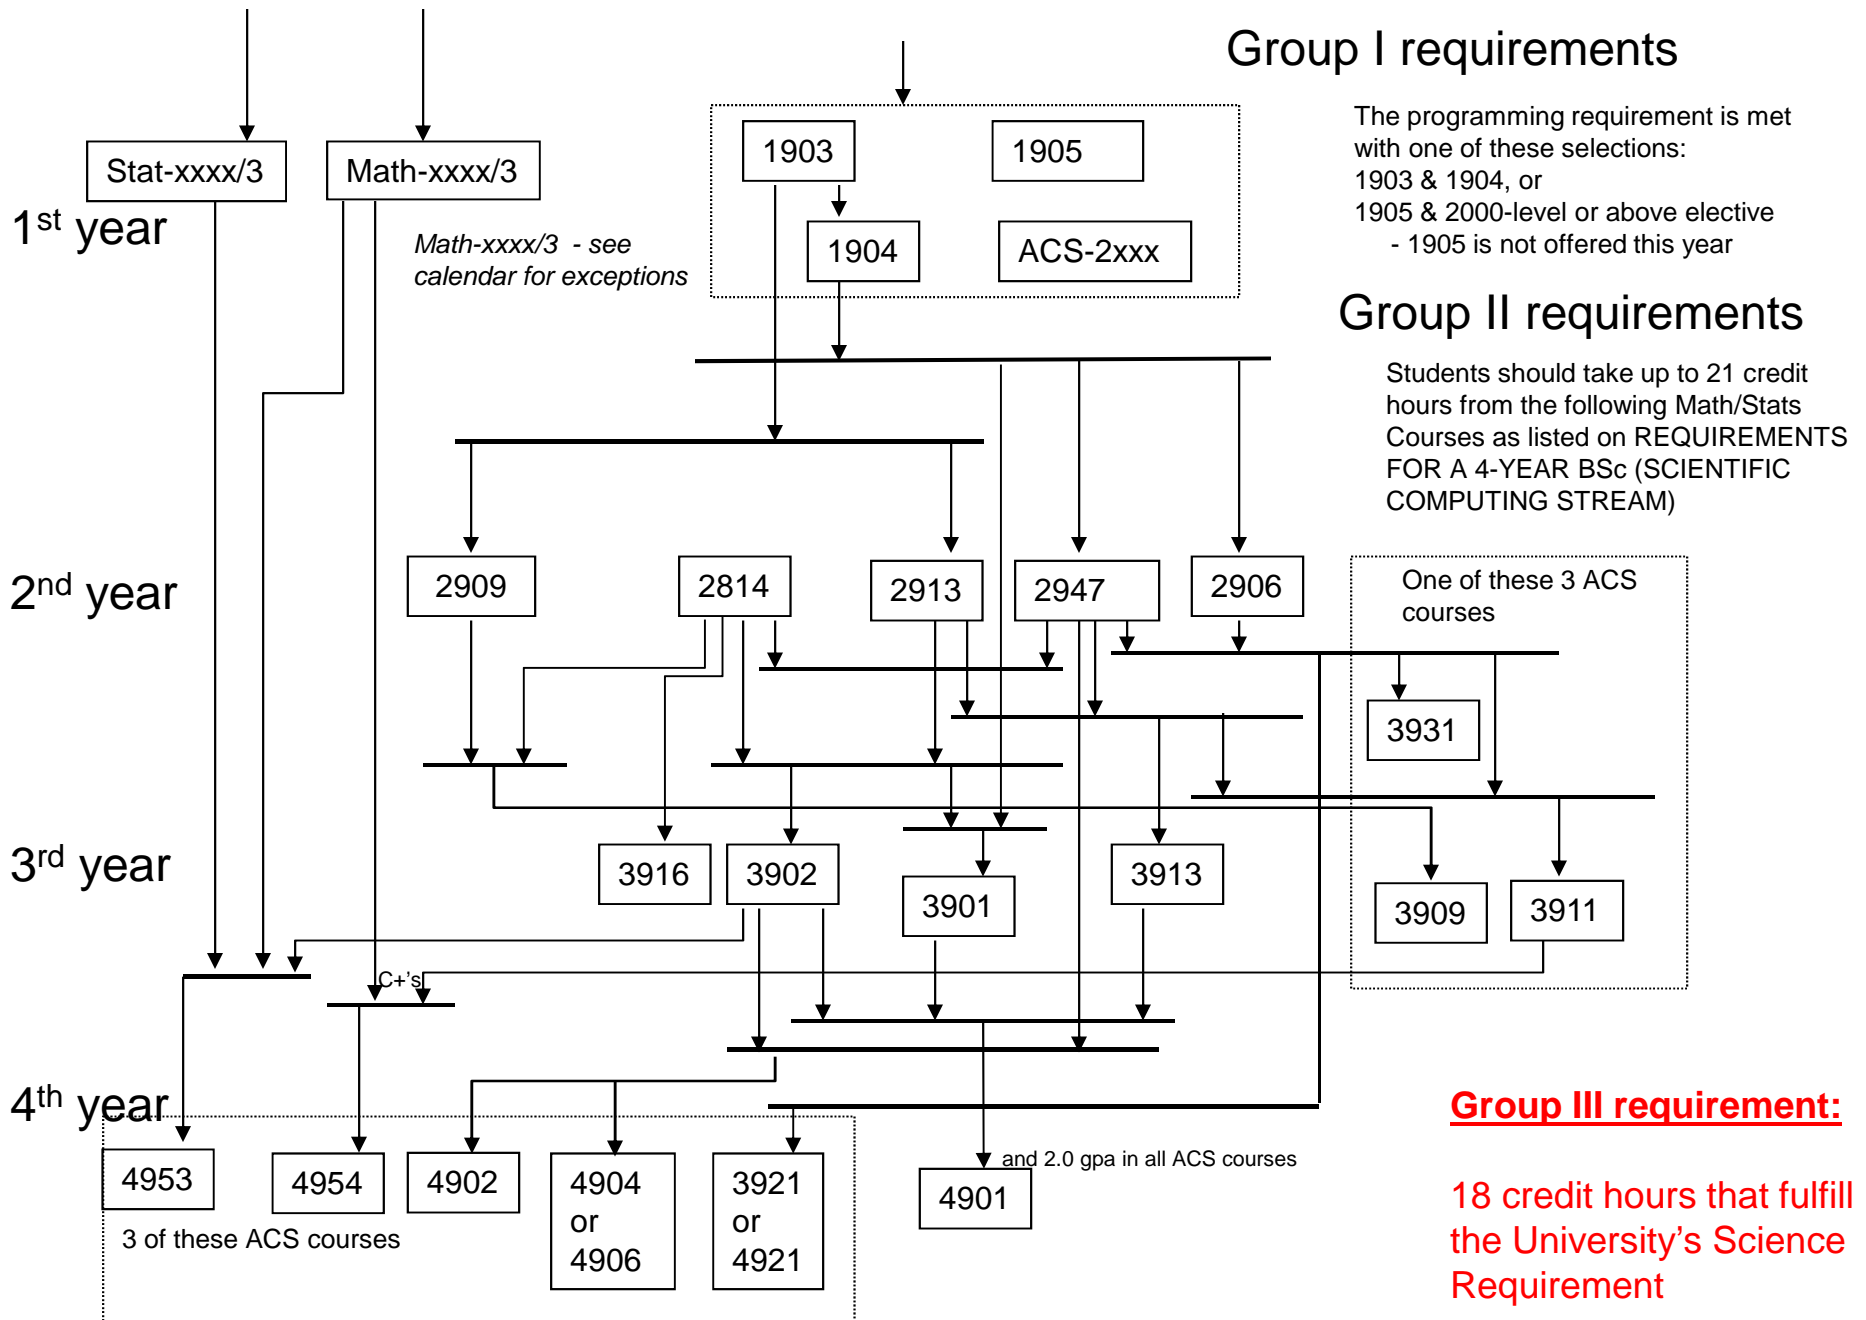 Group I requirements
The programming requirement is met
with one of these selections:
1903 & 1904, or
1905 & 2000-level or above elective
- 1905 is not offered this year
Stat-xxxx/3
Math-xxxx/3
1903
1905
1st year
Math-xxxx/3 - see
calendar for exceptions
1904
ACS-2xxx
Group II requirements
Students should take up to 21 credit
hours from the following Math/Stats
Courses as listed on REQUIREMENTS
FOR A 4-YEAR BSc (SCIENTIFIC
COMPUTING STREAM)
2nd year
2909
2814
2913
2947
2906
One of these 3 ACS
courses
3931
3rd year
3916
3902
3901
3913
3909
3911
C+'s
4th year
4953
4954
4902
4904
or
4906
3921
or
4921
and 2.0 gpa in all ACS courses
4901
3 of these ACS courses
Group III requirement:
18 credit hours that fulfill
the University's Science
Requirement